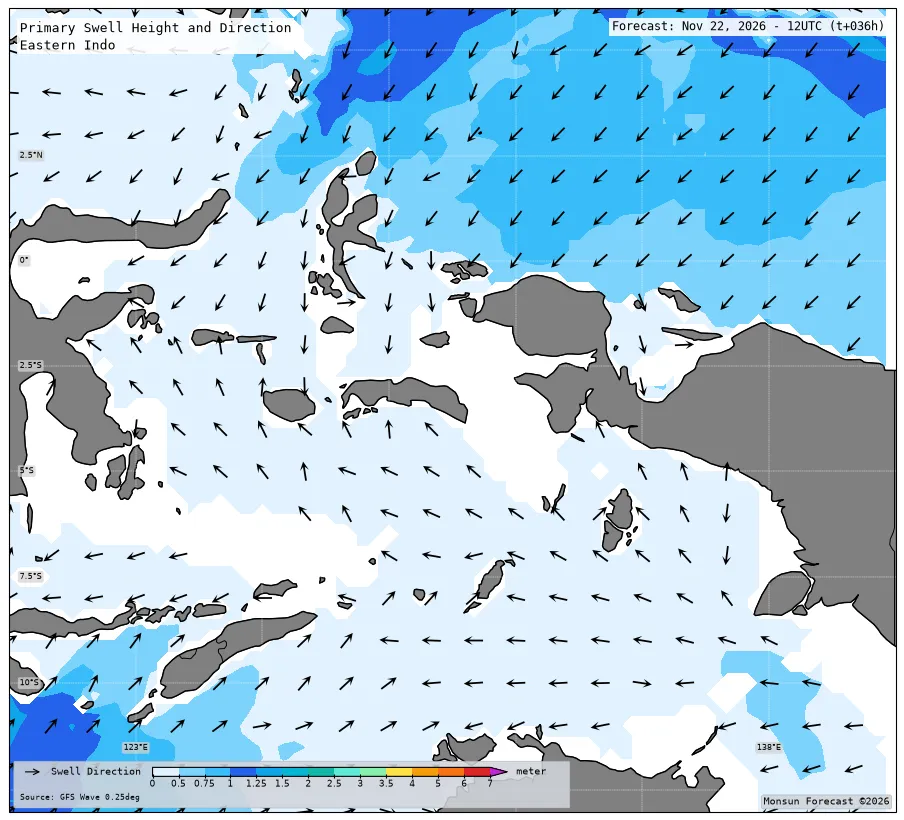 Primary Swell Height and Direction
Eastern Indo
Forecast: Nov 22, 2026 - 12UTC (t+036h)
2.5°N
0°
2.5°S
5°S
7.5°S
10°S
123°E
138°E
Swell Direction
0 0.5 0.75 1 1.25 1.5 1.75 2 2.5 3 3.5 4 5 6 7
meter
Source: GFS Wave 0.25deg
Monsun Forecast ©2026